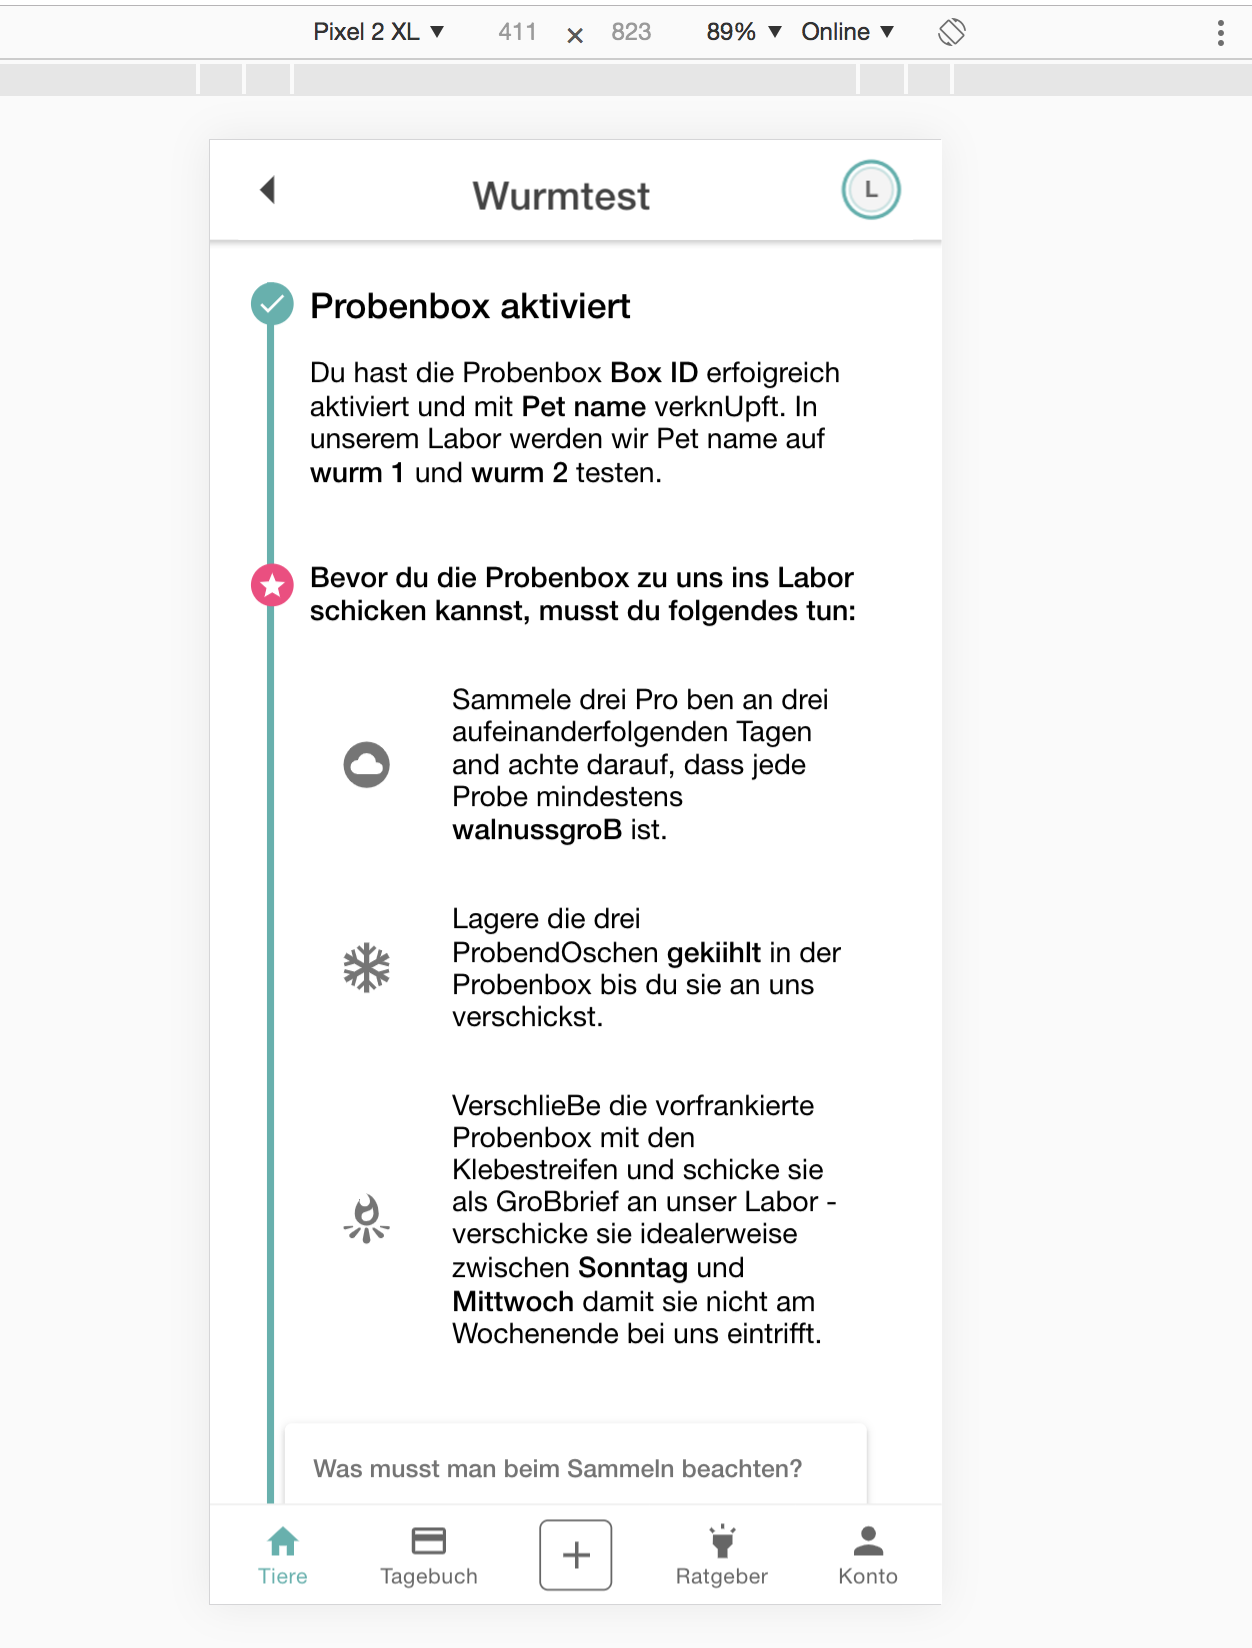 Pixel 2 XL ▼ 411 × 823 89% ▼ Online ▼
Wurmtest
L
Probenbox aktiviert
Du hast die Probenbox Box ID erfoigreich
aktiviert und mit Pet name verknUpft. In
unserem Labor werden wir Pet name auf
wurm 1 und wurm 2 testen.
Bevor du die Probenbox zu uns ins Labor
schicken kannst, musst du folgendes tun:
Sammele drei Pro ben an drei
aufeinanderfolgenden Tagen
and achte darauf, dass jede
Probe mindestens
walnussgroB ist.
Lagere die drei
ProbendOschen gekiihlt in der
Probenbox bis du sie an uns
verschickst.
VerschlieBe die vorfrankierte
Probenbox mit den
Klebestreifen und schicke sie
als GroBbrief an unser Labor -
verschicke sie idealerweise
zwischen Sonntag und
Mittwoch damit sie nicht am
Wochenende bei uns eintrifft.
Was musst man beim Sammeln beachten?
Tiere Tagebuch + Ratgeber Konto